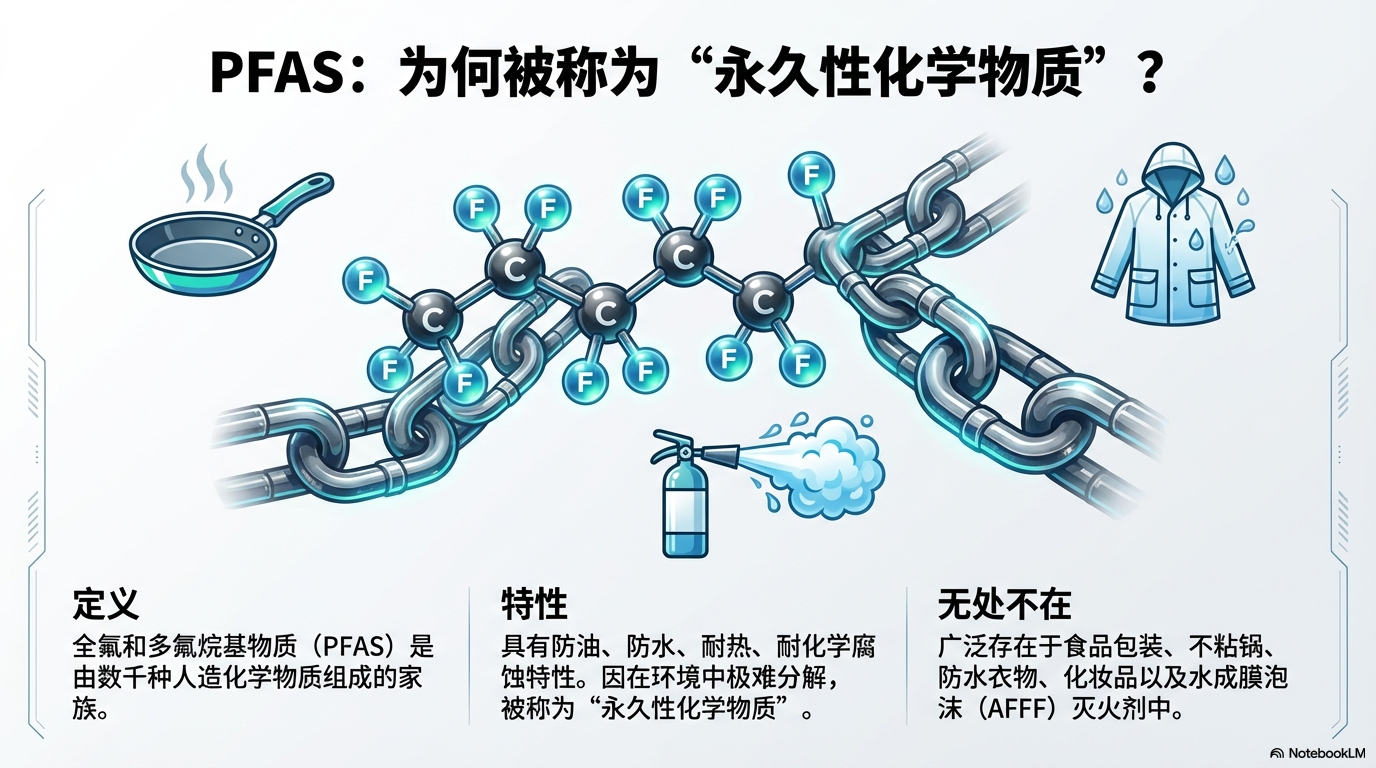 PFAS：为何被称为“永久性化学物质”？
F F F F F
F C C C
C C
F F F F F F
定义
全氟和多氟烷基物质（PFAS）是
由数千种人造化学物质组成的家
族。
特性
具有防油、防水、耐热、耐化学腐
蚀特性。因在环境中极难分解，
被称为“永久性化学物质”。
无处不在
广泛存在于食品包装、不粘锅、
防水衣物、化妆品以及水成膜泡
沫（AFFF）灭火剂中。
NotebookLM